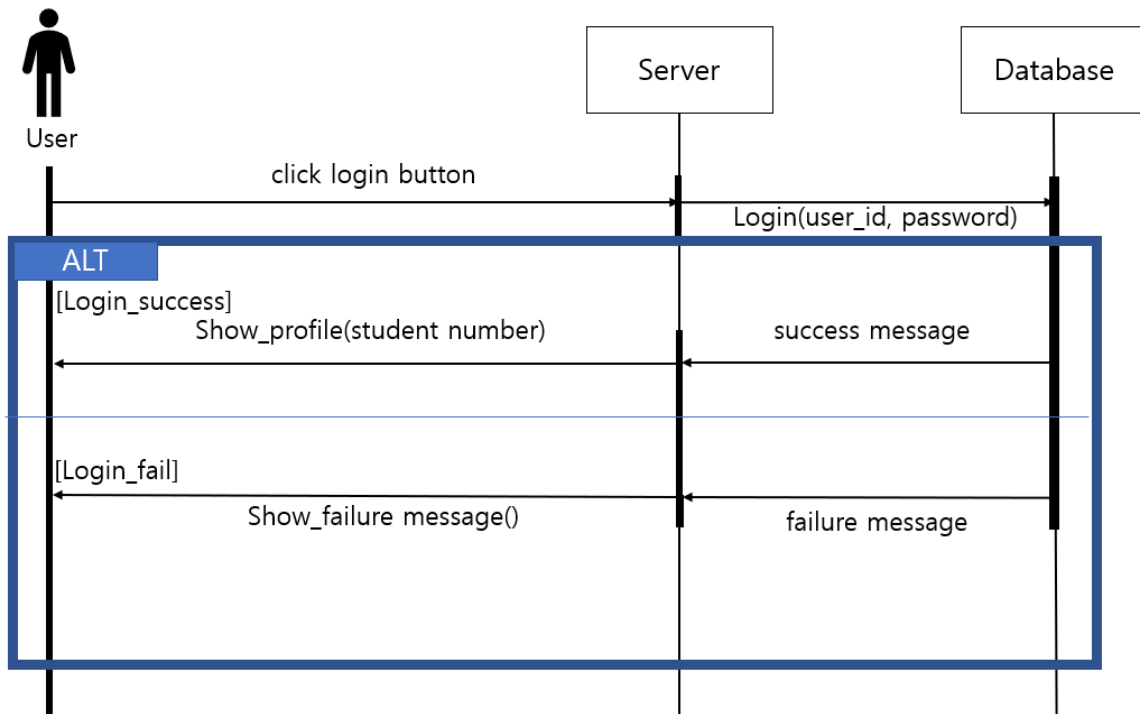 Server
Database
User
click login button
Login(user_id, password)
ALT
[Login_success]
Show_profile(student number)
success message
[Login_fail]
Show_failure message()
failure message